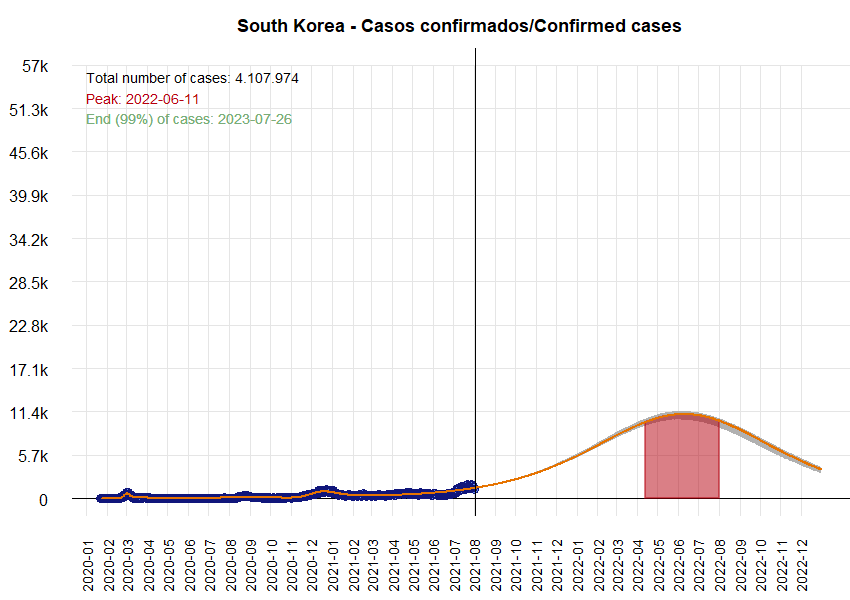 South Korea - Casos confirmados/Confirmed cases
57k
Total number of cases: 4.107.974
Peak: 2022-06-11
End (99%) of cases: 2023-07-26
51.3k
45.6k
39.9k
34.2k
28.5k
22.8k
17.1k
11.4k
5.7k
0
2020-01
2020-02
2020-03
2020-04
2020-05
2020-06
2020-07
2020-08
2020-09
2020-10
2020-11
2020-12
2021-01
2021-02
2021-03
2021-04
2021-05
2021-06
2021-07
2021-08
2021-09
2021-10
2021-11
2021-12
2022-01
2022-02
2022-03
2022-04
2022-05
2022-06
2022-07
2022-08
2022-09
2022-10
2022-11
2022-12